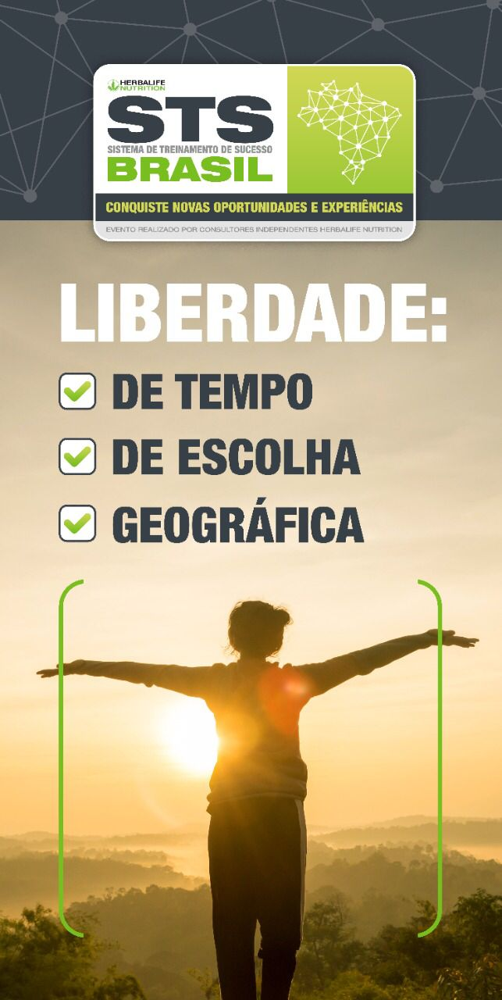 HERBALIFE
NUTRITION
STS
SISTEMA DE TREINAMENTO DE SUCESSO
BRASIL
CONQUISTE NOVAS OPORTUNIDADES E EXPERIÊNCIAS
EVENTO REALIZADO POR CONSULTORES INDEPENDENTES HERBALIFE NUTRITION
LIBERDADE:
DE TEMPO
DE ESCOLHA
GEOGRÁFICA